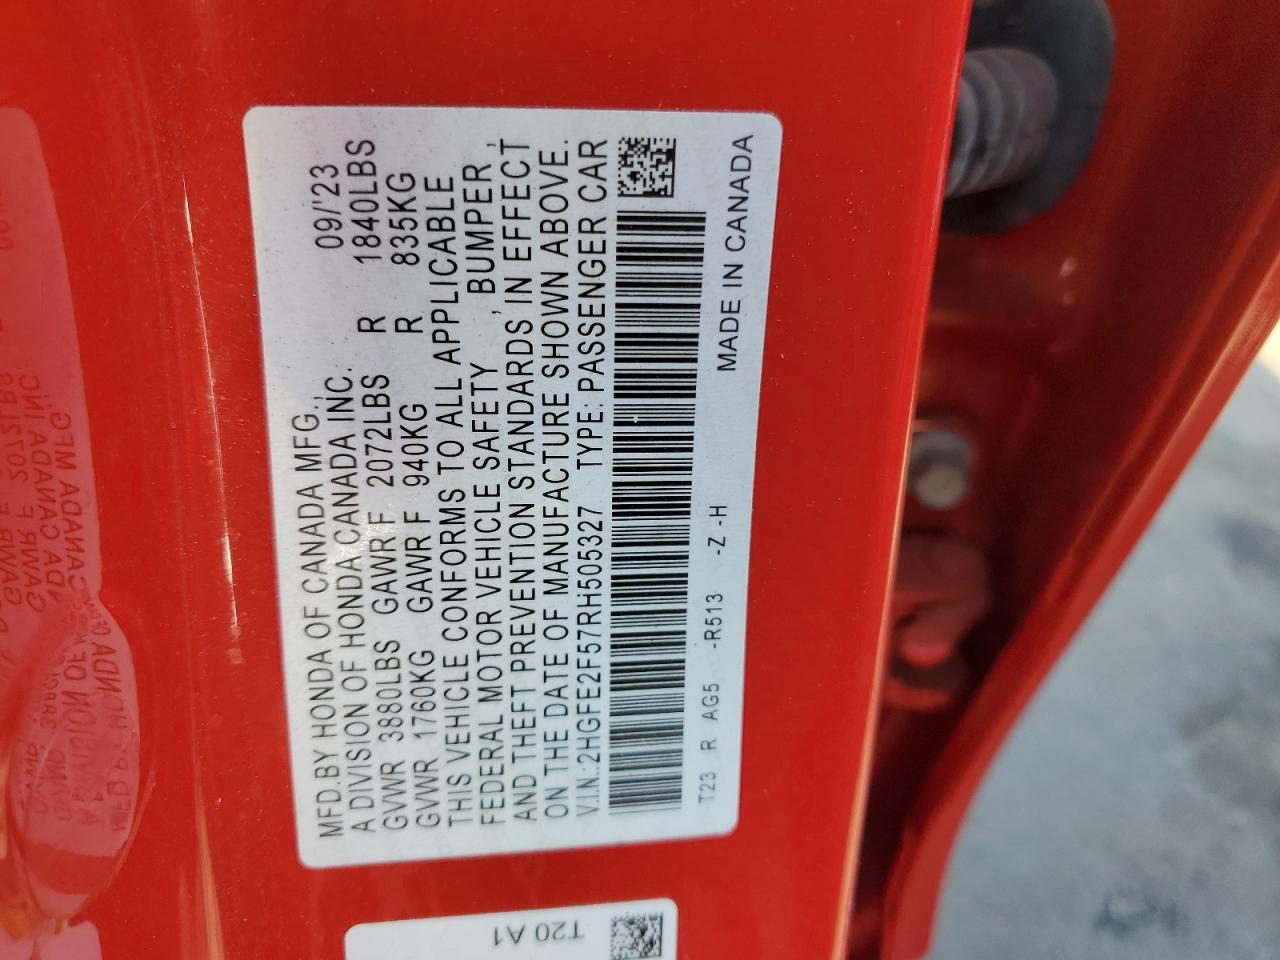 MFD.BY HONDA OF CANADA MFG., 09/'23
A DIVISION OF HONDA CANADA INC.
GVWR 3880LBS GAWR F 2072LBS R 1840LBS
GVWR 1760KG GAWR F 940KG R 835KG
THIS VEHICLE CONFORMS TO ALL APPLICABLE
FEDERAL MOTOR VEHICLE SAFETY , BUMPER ,
AND THEFT PREVENTION STANDARDS IN EFFECT
ON THE DATE OF MANUFACTURE SHOWN ABOVE.
V.I.N.:2HGFE2F57RH505327 TYPE: PASSENGER CAR
T23 R AG5 -R513 -Z -H MADE IN CANADA
T20 A1